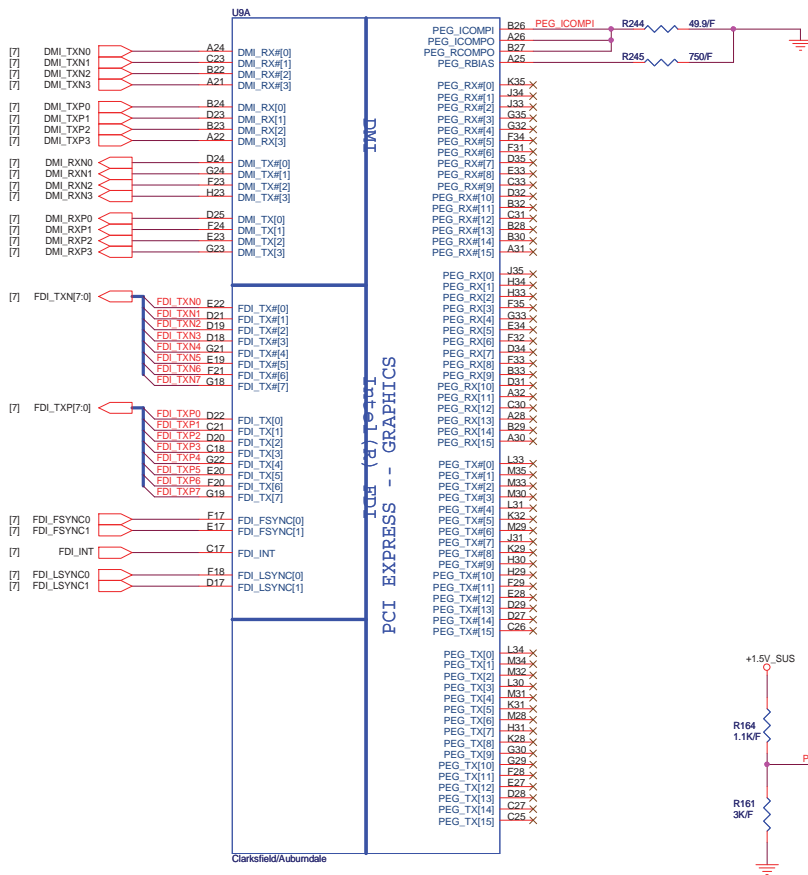 U9A
[7] DMI_TXN0 A24 DMI_RX#[0]
[7] DMI_TXN1 C23 DMI_RX#[1]
[7] DMI_TXN2 B22 DMI_RX#[2]
[7] DMI_TXN3 A21 DMI_RX#[3]
[7] DMI_TXP0 B24 DMI_RX[0]
[7] DMI_TXP1 D23 DMI_RX[1]
[7] DMI_TXP2 B23 DMI_RX[2]
[7] DMI_TXP3 A22 DMI_RX[3]
[7] DMI_RXN0 D24 DMI_TX#[0]
[7] DMI_RXN1 G24 DMI_TX#[1]
[7] DMI_RXN2 F23 DMI_TX#[2]
[7] DMI_RXN3 H23 DMI_TX#[3]
[7] DMI_RXP0 D25 DMI_TX[0]
[7] DMI_RXP1 F24 DMI_TX[1]
[7] DMI_RXP2 E23 DMI_TX[2]
[7] DMI_RXP3 G23 DMI_TX[3]
[7] FDI_TXN[7:0]
FDI_TXN0 E22 FDI_TX#[0]
FDI_TXN1 D21 FDI_TX#[1]
FDI_TXN2 D19 FDI_TX#[2]
FDI_TXN3 D18 FDI_TX#[3]
FDI_TXN4 G21 FDI_TX#[4]
FDI_TXN5 E19 FDI_TX#[5]
FDI_TXN6 F21 FDI_TX#[6]
FDI_TXN7 G18 FDI_TX#[7]
[7] FDI_TXP[7:0]
FDI_TXP0 D22 FDI_TX[0]
FDI_TXP1 C21 FDI_TX[1]
FDI_TXP2 D20 FDI_TX[2]
FDI_TXP3 C18 FDI_TX[3]
FDI_TXP4 G22 FDI_TX[4]
FDI_TXP5 E20 FDI_TX[5]
FDI_TXP6 F20 FDI_TX[6]
FDI_TXP7 G19 FDI_TX[7]
[7] FDI_FSYNC0 F17 FDI_FSYNC[0]
[7] FDI_FSYNC1 E17 FDI_FSYNC[1]
[7] FDI_INT C17 FDI_INT
[7] FDI_LSYNC0 F18 FDI_LSYNC[0]
[7] FDI_LSYNC1 D17 FDI_LSYNC[1]
DMI
Intel(R) FDI
PCI EXPRESS -- GRAPHICS
PEG_ICOMPI B26 PEG_ICOMPI R244 49.9/F
PEG_ICOMPO A26
PEG_RCOMPO B27
PEG_RBIAS A25 R245 750/F
PEG_RX#[0] K35
PEG_RX#[1] J34
PEG_RX#[2] J33
PEG_RX#[3] G35
PEG_RX#[4] G32
PEG_RX#[5] F34
PEG_RX#[6] F31
PEG_RX#[7] D35
PEG_RX#[8] E33
PEG_RX#[9] C33
PEG_RX#[10] D32
PEG_RX#[11] B32
PEG_RX#[12] C31
PEG_RX#[13] B28
PEG_RX#[14] B30
PEG_RX#[15] A31
PEG_RX[0] J35
PEG_RX[1] H34
PEG_RX[2] H33
PEG_RX[3] F35
PEG_RX[4] G33
PEG_RX[5] E34
PEG_RX[6] F32
PEG_RX[7] D34
PEG_RX[8] F33
PEG_RX[9] B33
PEG_RX[10] D31
PEG_RX[11] A32
PEG_RX[12] C30
PEG_RX[13] A28
PEG_RX[14] B29
PEG_RX[15] A30
PEG_TX#[0] L33
PEG_TX#[1] M35
PEG_TX#[2] M33
PEG_TX#[3] M30
PEG_TX#[4] L31
PEG_TX#[5] K32
PEG_TX#[6] M29
PEG_TX#[7] J31
PEG_TX#[8] K29
PEG_TX#[9] H30
PEG_TX#[10] H29
PEG_TX#[11] F29
PEG_TX#[12] E28
PEG_TX#[13] D29
PEG_TX#[14] D27
PEG_TX#[15] C26
PEG_TX[0] L34
PEG_TX[1] M34
PEG_TX[2] M32
PEG_TX[3] L30
PEG_TX[4] M31
PEG_TX[5] K31
PEG_TX[6] M28
PEG_TX[7] H31
PEG_TX[8] K28
PEG_TX[9] G30
PEG_TX[10] G29
PEG_TX[11] F28
PEG_TX[12] E27
PEG_TX[13] D28
PEG_TX[14] C27
PEG_TX[15] C25
Clarksfield/Auburndale
+1.5V_SUS
R164
1.1K/F
R161
3K/F